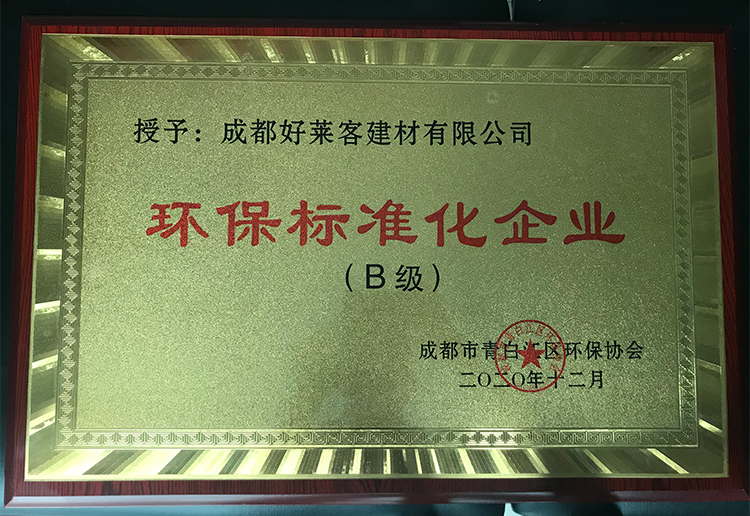 授予：成都好莱客建材有限公司
环保标准化企业
（B级）
成都市青白江区环保协会
二〇二〇年十二月